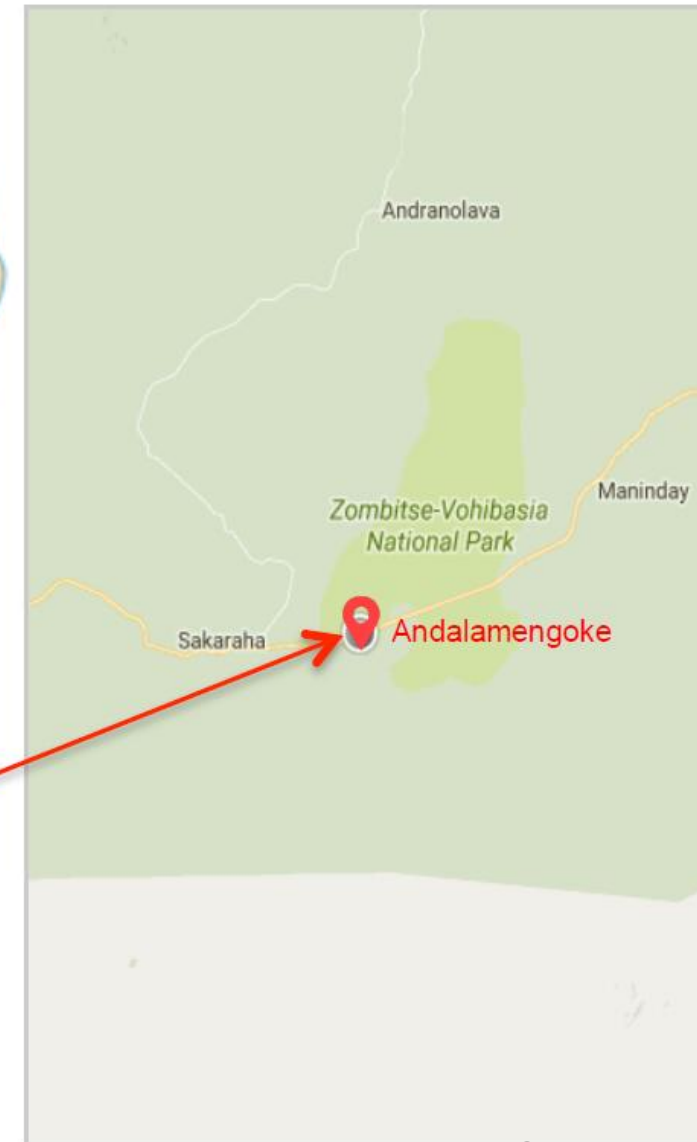 Andranolava
Maninday
Zombitse-Vohibasia
National Park
Sakaraha
Andalamengoke